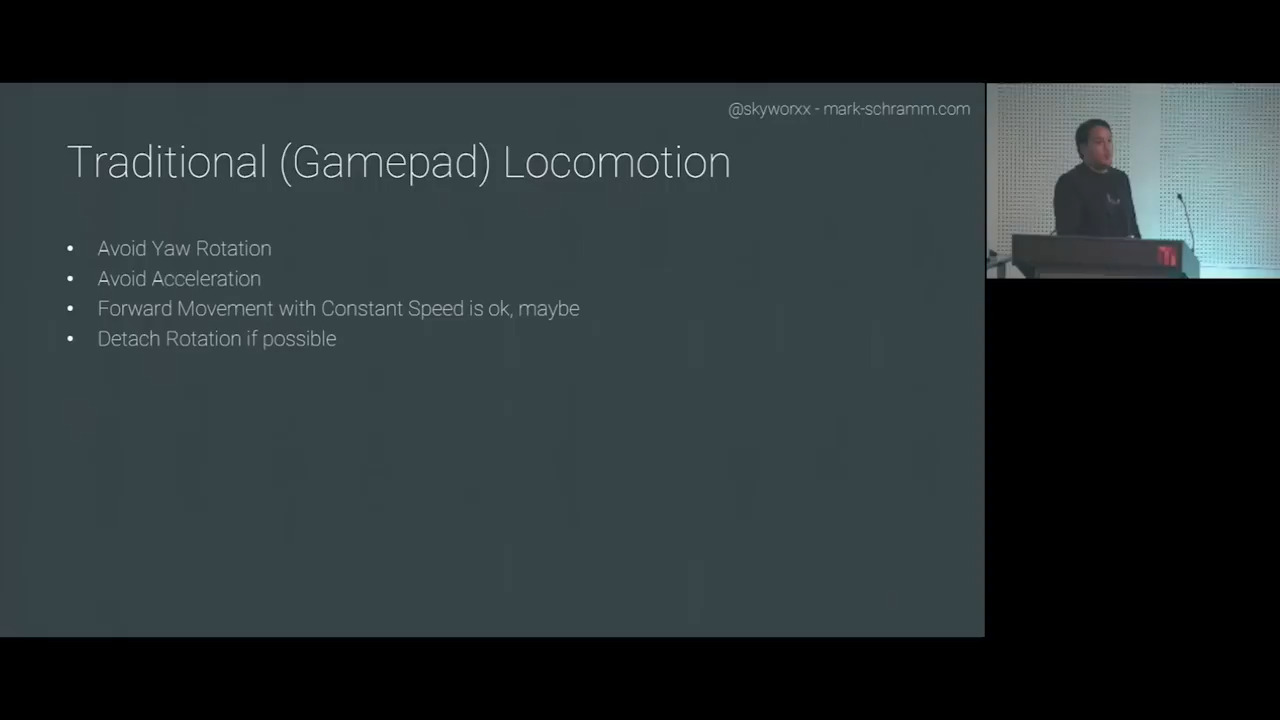 @skyworxx - mark-schramm.com
Traditional (Gamepad) Locomotion
• Avoid Yaw Rotation
• Avoid Acceleration
• Forward Movement with Constant Speed is ok, maybe
• Detach Rotation if possible